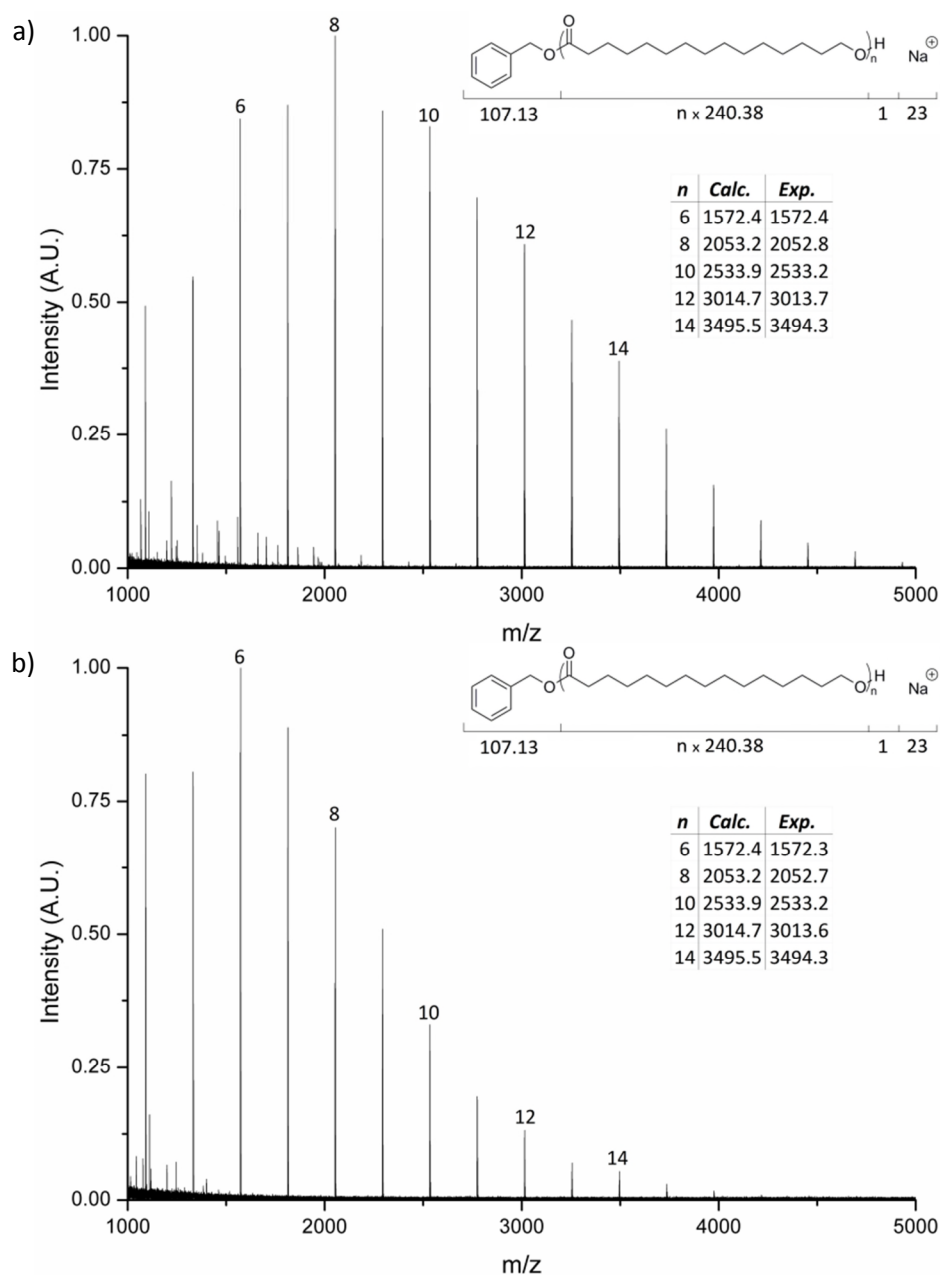 a)
Intensity (A.U.)
1.00
0.75
0.50
0.25
0.00
6
8
10
12
14
1000
2000
3000
4000
5000
m/z
O
O
O
H
n
Na⊕
107.13 n x 240.38 1 23
n Calc. Exp.
6 1572.4 1572.4
8 2053.2 2052.8
10 2533.9 2533.2
12 3014.7 3013.7
14 3495.5 3494.3
b)
Intensity (A.U.)
1.00
0.75
0.50
0.25
0.00
6
8
10
12
14
1000
2000
3000
4000
5000
m/z
O
O
O
H
n
Na⊕
107.13 n x 240.38 1 23
n Calc. Exp.
6 1572.4 1572.3
8 2053.2 2052.7
10 2533.9 2533.2
12 3014.7 3013.6
14 3495.5 3494.3